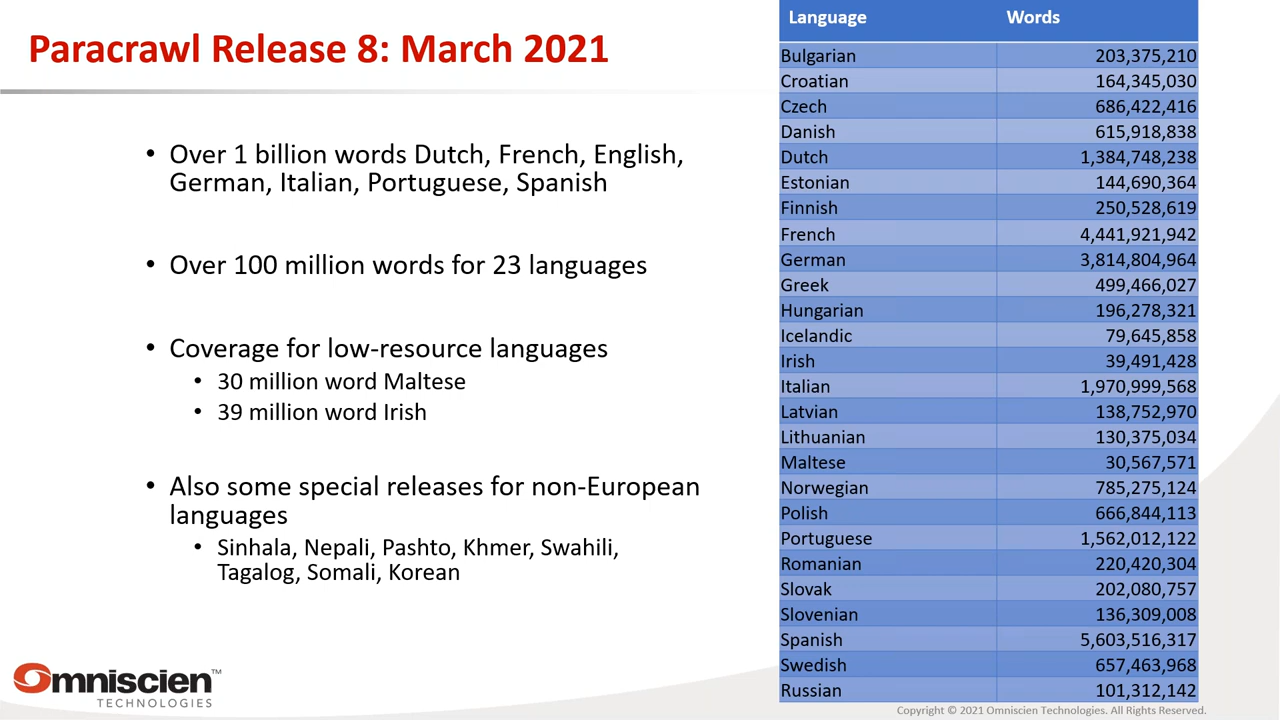 Paracrawl Release 8: March 2021
• Over 1 billion words Dutch, French, English,
German, Italian, Portuguese, Spanish
• Over 100 million words for 23 languages
• Coverage for low-resource languages
• 30 million word Maltese
• 39 million word Irish
• Also some special releases for non-European
languages
• Sinhala, Nepali, Pashto, Khmer, Swahili,
Tagalog, Somali, Korean
Language Words
Bulgarian 203,375,210
Croatian 164,345,030
Czech 686,422,416
Danish 615,918,838
Dutch 1,384,748,238
Estonian 144,690,364
Finnish 250,528,619
French 4,441,921,942
German 3,814,804,964
Greek 499,466,027
Hungarian 196,278,321
Icelandic 79,645,858
Irish 39,491,428
Italian 1,970,999,568
Latvian 138,752,970
Lithuanian 130,375,034
Maltese 30,567,571
Norwegian 785,275,124
Polish 666,844,113
Portuguese 1,562,012,122
Romanian 220,420,304
Slovak 202,080,757
Slovenian 136,309,008
Spanish 5,603,516,317
Swedish 657,463,968
Russian 101,312,142
Omniscien™
TECHNOLOGIES
Copyright © 2021 Omniscien Technologies. All Rights Reserved.